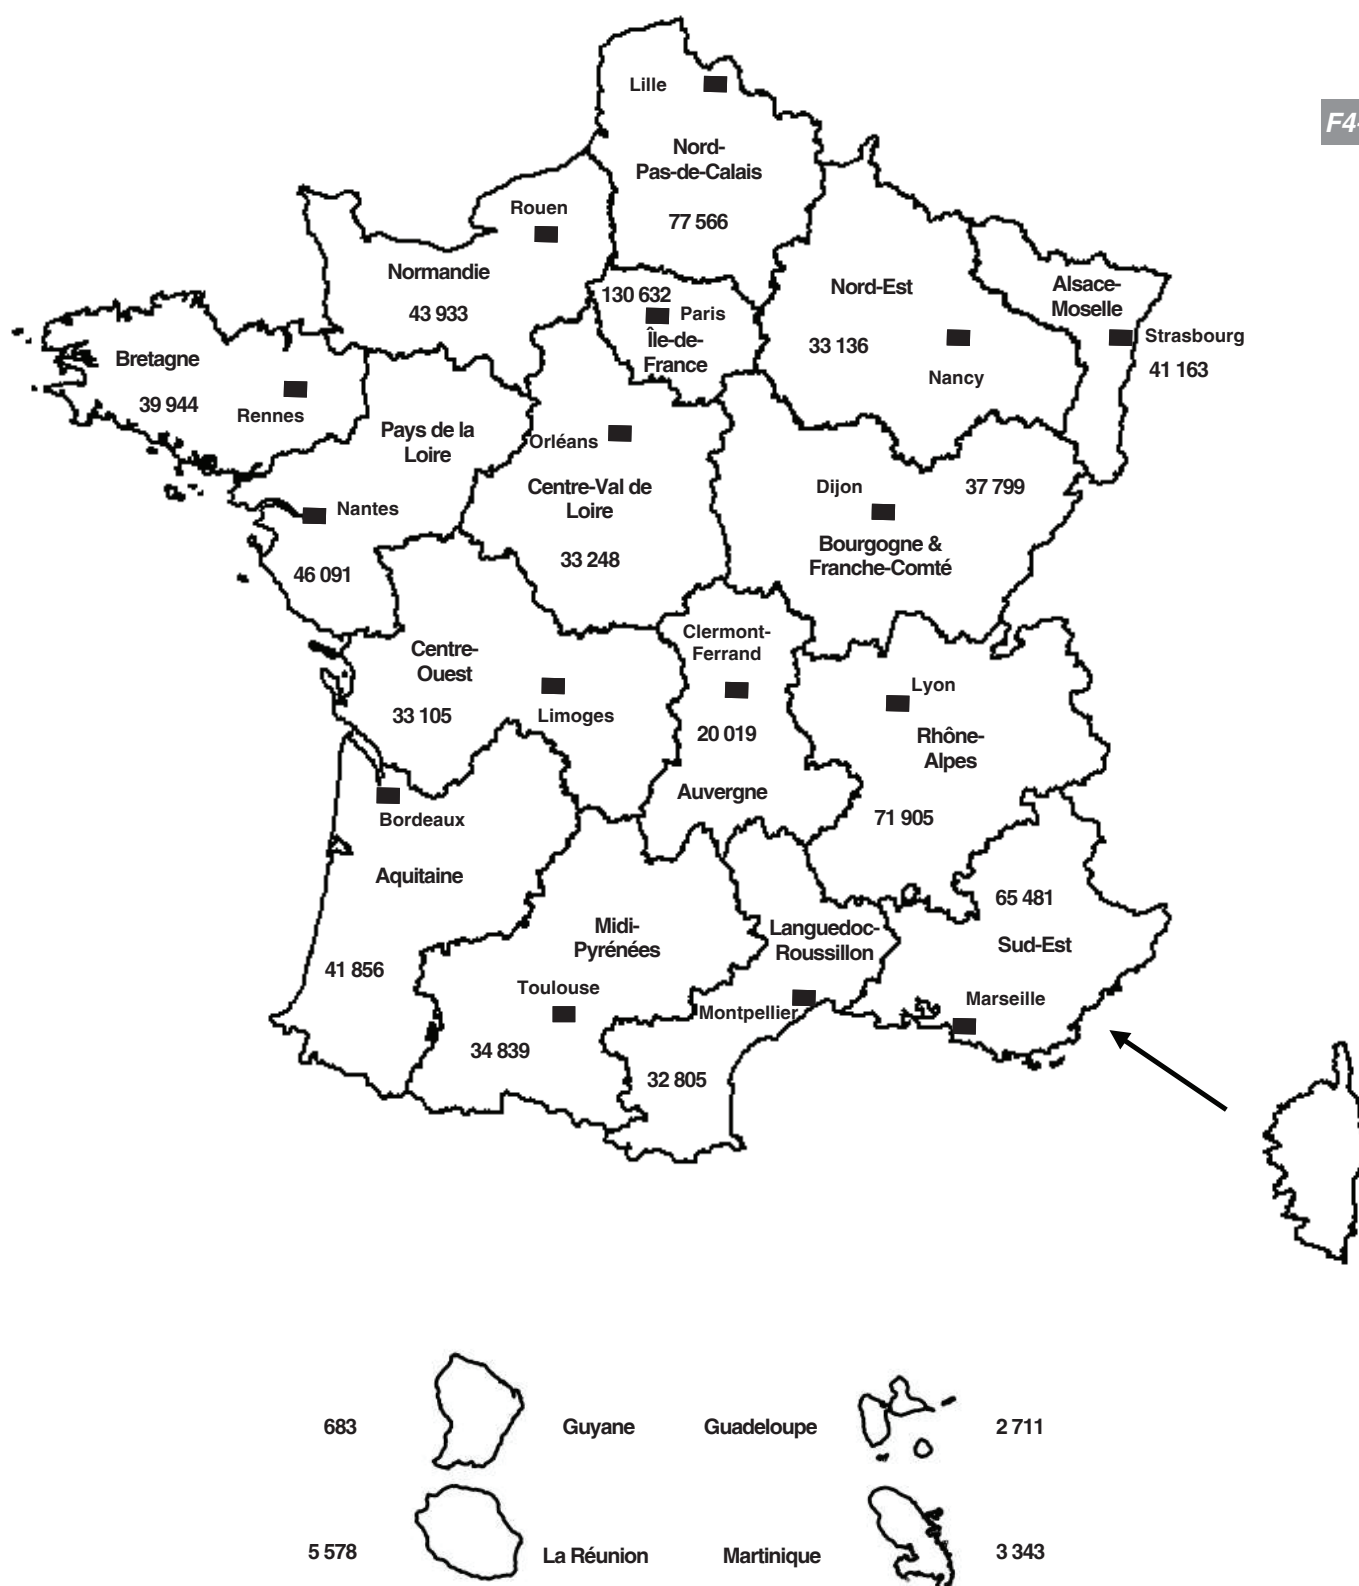 Lille
F4-
Nord-
Pas-de-Calais
77 566
Rouen
Normandie
43 933
130 632
Paris
Île-de-
France
Nord-Est
33 136
Nancy
Alsace-
Moselle
Strasbourg
41 163
Bretagne
39 944
Rennes
Pays de la
Loire
Nantes
46 091
Orléans
Centre-Val de
Loire
33 248
Dijon
37 799
Bourgogne &
Franche-Comté
Centre-
Ouest
33 105
Limoges
Clermont-
Ferrand
20 019
Auvergne
Lyon
Rhône-
Alpes
71 905
Bordeaux
Aquitaine
41 856
Midi-
Pyrénées
Toulouse
34 839
Languedoc-
Roussillon
Montpellier
32 805
65 481
Sud-Est
Marseille
683
Guyane
Guadeloupe
2 711
5 578
La Réunion
Martinique
3 343